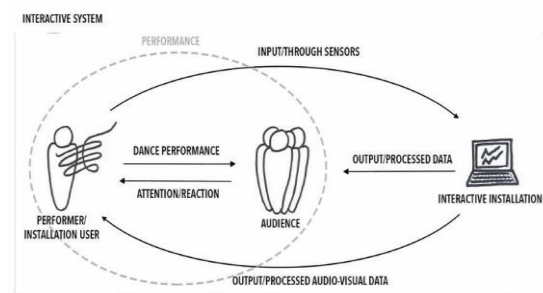 INTERACTIVE SYSTEM
PERFORMANCE
INPUT/THROUGH SENSORS
DANCE PERFORMANCE
OUTPUT/PROCESSED DATA
ATTENTION/REACTION
PERFORMER/
INSTALLATION USER
AUDIENCE
INTERACTIVE INSTALLATION
OUTPUT/PROCESSED AUDIO-VISUAL DATA